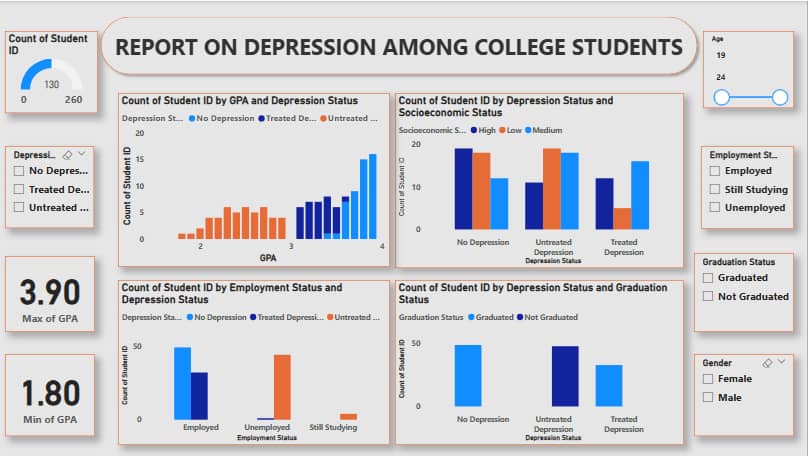 REPORT ON DEPRESSION AMONG COLLEGE STUDENTS
Count of Student
ID
130
0
260
Age
19
24
Depressi...
No Depres...
Treated De...
Untreated ...
3.90
Max of GPA
1.80
Min of GPA
Count of Student ID by GPA and Depression Status
Depression St... No Depression Treated De... Untreated ...
Count of Student ID
20
15
10
5
0
2
3
4
GPA
Count of Student ID by Depression Status and
Socioeconomic Status
Socioeconomic S... High Low Medium
Count of Student ID
20
10
0
No Depression
Untreated
Depression
Treated
Depression
Depression Status
Count of Student ID by Employment Status and
Depression Status
Depression Sta... No Depression Treated Depressi... Untreated ...
Count of Student ID
50
0
Employed
Unemployed
Still Studying
Employment Status
Count of Student ID by Depression Status and Graduation
Status
Graduation Status Graduated Not Graduated
Count of Student ID
50
0
No Depression
Untreated
Depression
Treated
Depression
Depression Status
Employment St...
Employed
Still Studying
Unemployed
Graduation Status
Graduated
Not Graduated
Gender
Female
Male